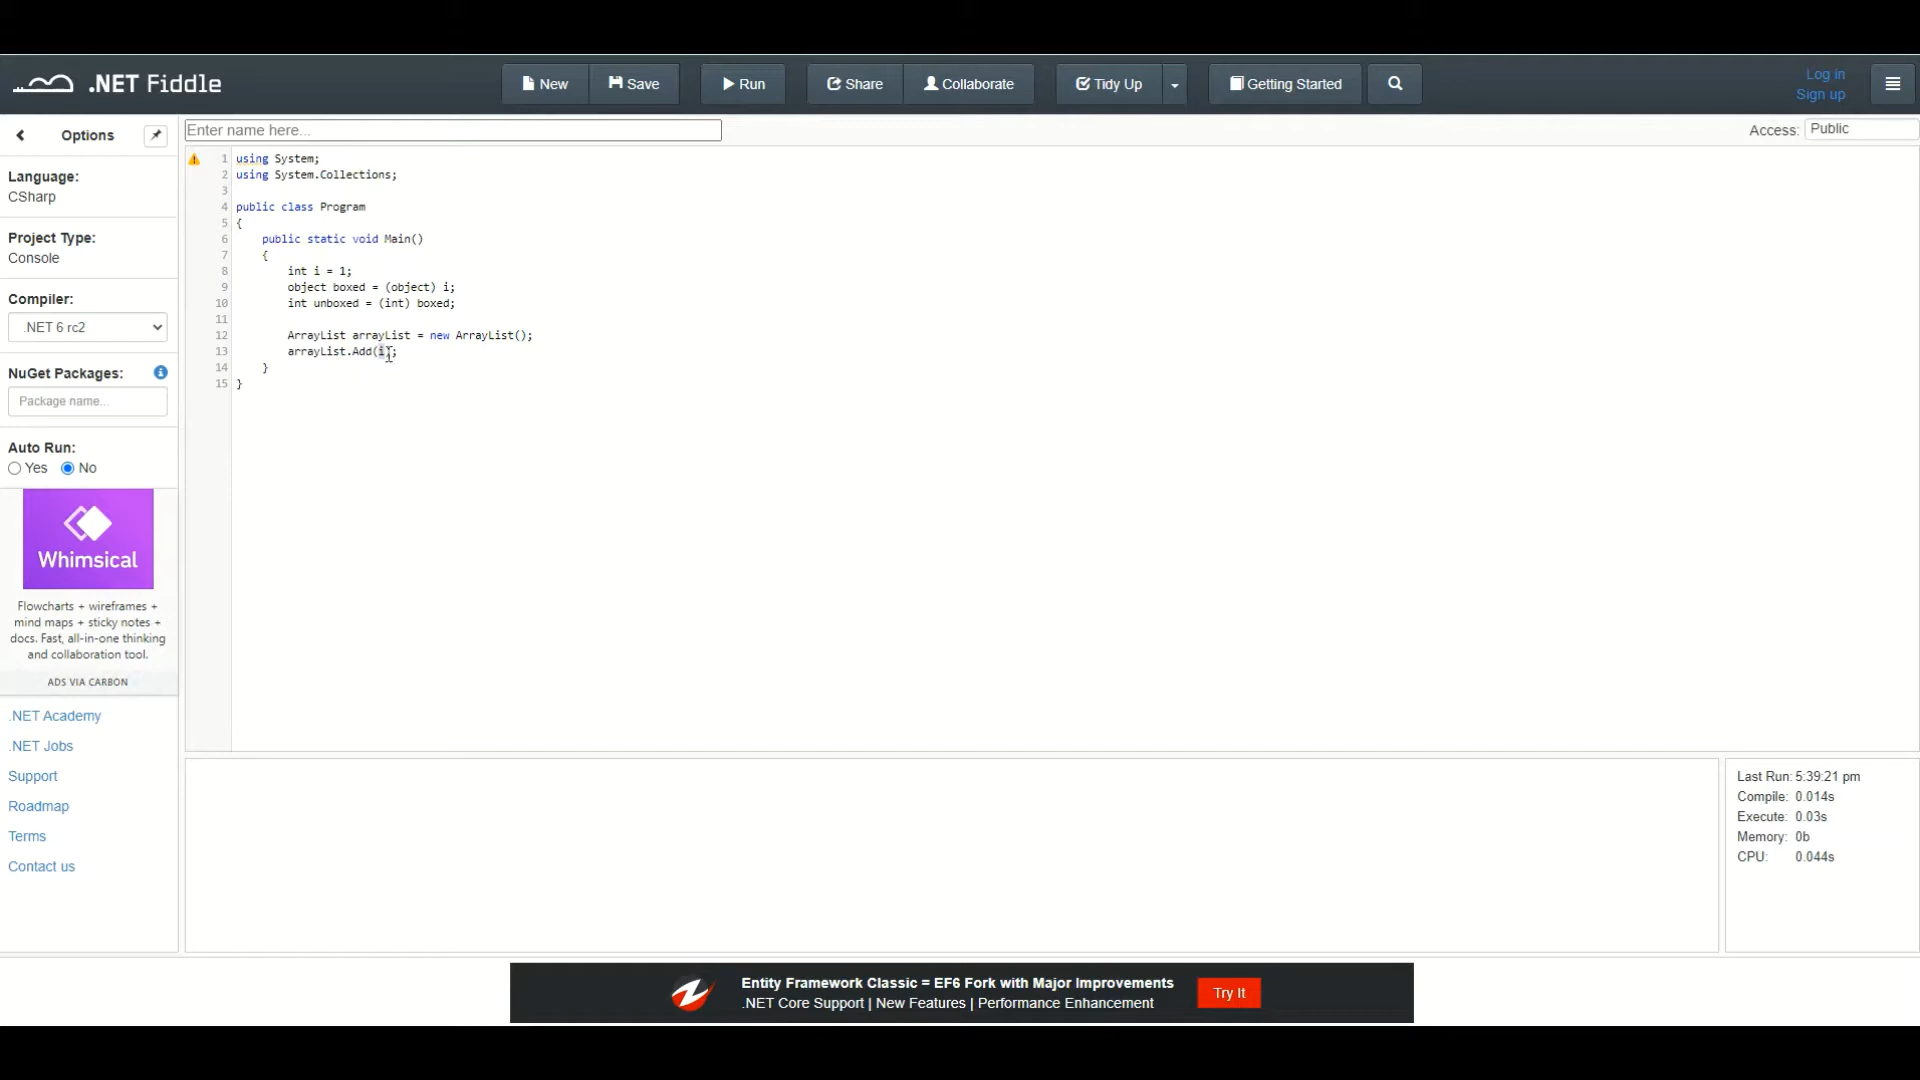 .NET Fiddle
New
Save
Run
Share
Collaborate
Tidy Up
Getting Started
Log in
Sign up
Options
Enter name here...
Access:
Public
Language:
CSharp
Project Type:
Console
Compiler:
.NET 6 rc2
NuGet Packages:
Package name...
Auto Run:
Yes
No
Whimsical
Flowcharts + wireframes +
mind maps + sticky notes +
docs. Fast, all-in-one thinking
and collaboration tool.
ADS VIA CARBON
.NET Academy
.NET Jobs
Support
Roadmap
Terms
Contact us
1 using System;
2 using System.Collections;
3
4 public class Program
5 {
6 public static void Main()
7 {
8 int i = 1;
9 object boxed = (object) i;
10 int unboxed = (int) boxed;
11
12 ArrayList arrayList = new ArrayList();
13 arrayList.Add(i);
14 }
15 }
Last Run: 5:39:21 pm
Compile: 0.014s
Execute: 0.03s
Memory: 0b
CPU: 0.044s
Entity Framework Classic = EF6 Fork with Major Improvements
.NET Core Support | New Features | Performance Enhancement
Try It